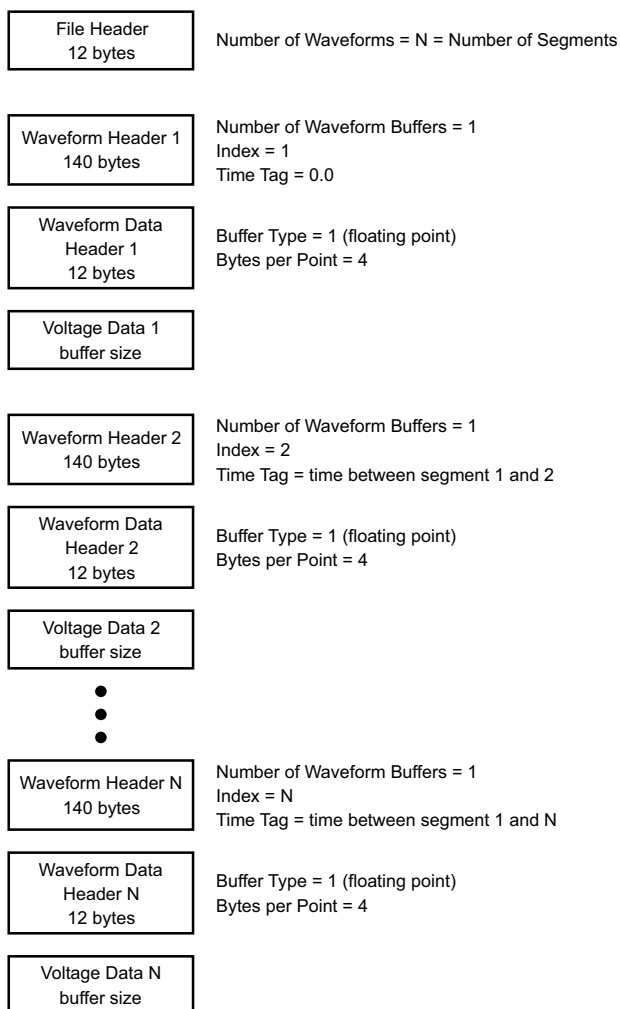 File Header
12 bytes
Number of Waveforms = N = Number of Segments
Waveform Header 1
140 bytes
Number of Waveform Buffers = 1
Index = 1
Time Tag = 0.0
Waveform Data
Header 1
12 bytes
Buffer Type = 1 (floating point)
Bytes per Point = 4
Voltage Data 1
buffer size
Waveform Header 2
140 bytes
Number of Waveform Buffers = 1
Index = 2
Time Tag = time between segment 1 and 2
Waveform Data
Header 2
12 bytes
Buffer Type = 1 (floating point)
Bytes per Point = 4
Voltage Data 2
buffer size
Waveform Header N
140 bytes
Number of Waveform Buffers = 1
Index = N
Time Tag = time between segment 1 and N
Waveform Data
Header N
12 bytes
Buffer Type = 1 (floating point)
Bytes per Point = 4
Voltage Data N
buffer size